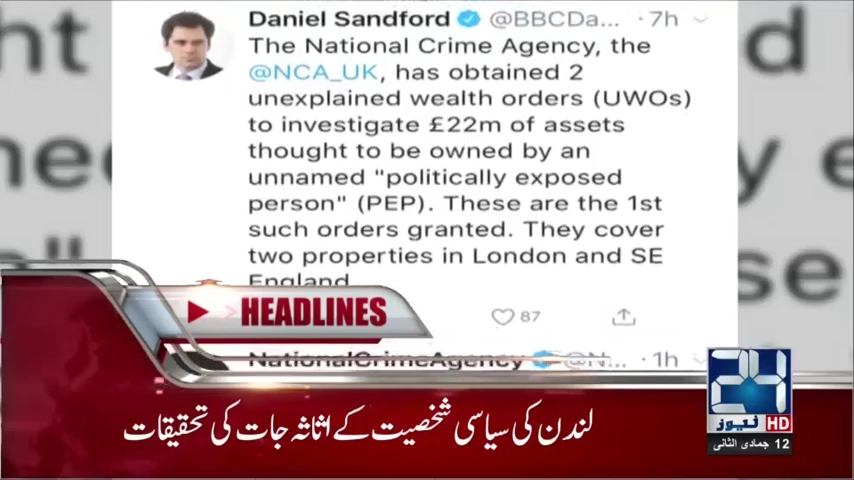 Daniel Sandford @BBCDa... · 7h
The National Crime Agency, the
@NCA_UK, has obtained 2
unexplained wealth orders (UWOs)
to investigate £22m of assets
thought to be owned by an
unnamed "politically exposed
person" (PEP). These are the 1st
such orders granted. They cover
two properties in London and SE
England
87
HEADLINES
NationalCrimeAgency @N... · 1h
لندن کی سیاسی شخصیت کے اثاثہ جات کی تحقیقات
24
نیوز HD
12 جمادی الثانی